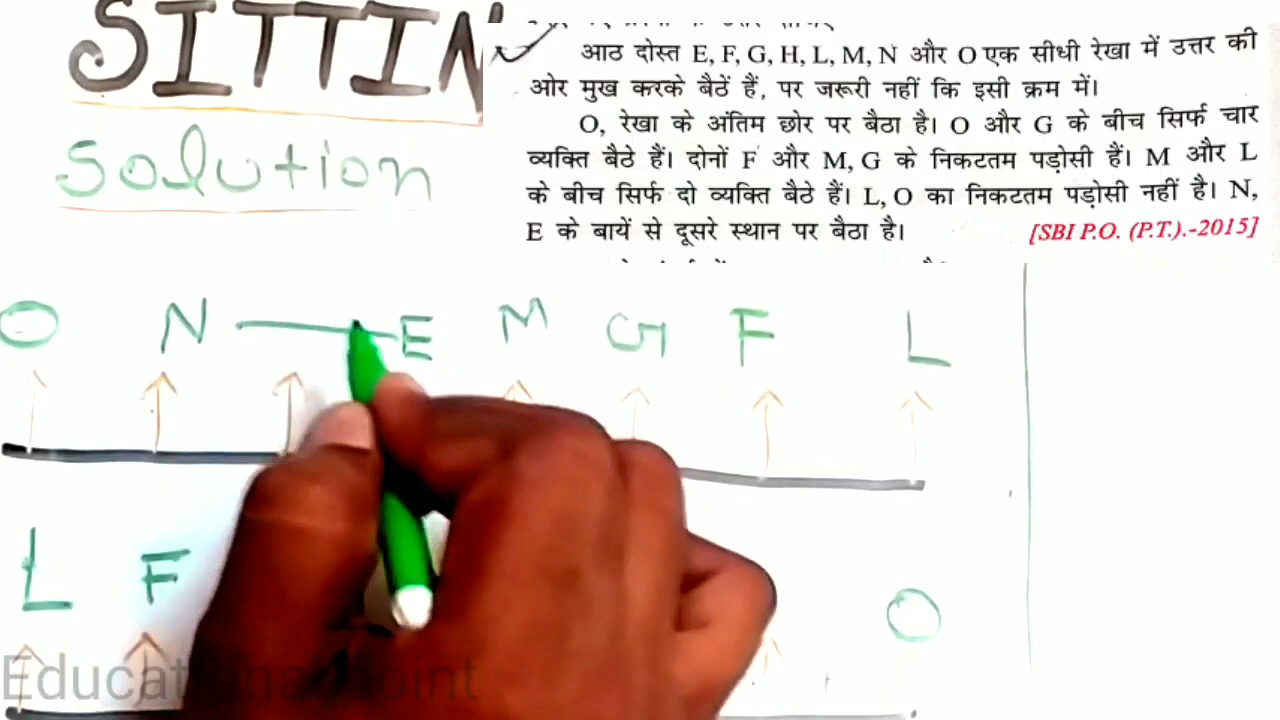 SITTIN
Solution
आठ दोस्त E, F, G, H, L, M, N और O एक सीधी रेखा में उत्तर की
ओर मुख करके बैठें हैं, पर जरूरी नहीं कि इसी क्रम में।
O, रेखा के अंतिम छोर पर बैठा है। O और G के बीच सिर्फ चार
व्यक्ति बैठे हैं। दोनों F और M, G के निकटतम पड़ोसी हैं। M और L
के बीच सिर्फ दो व्यक्ति बैठे हैं। L, O का निकटतम पड़ोसी नहीं है। N,
E के बायें से दूसरे स्थान पर बैठा है।
[SBI P.O. (P.T.).-2015]
O N E M G F L
L F O